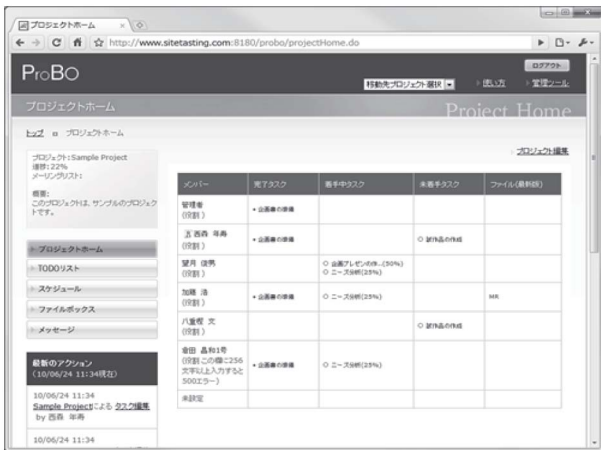 プロジェクトホーム
http://www.sitetasting.com:8180/probo/projectHome.do
ProBO
ログアウト
移動先プロジェクト選択
使い方
管理ツール
プロジェクトホーム
Project Home
トップ
プロジェクトホーム
プロジェクト編集
プロジェクト:Sample Project
進捗:22%
メーリングリスト:
概要:
このプロジェクトは、サンプルのプロジェク
トです。
プロジェクトホーム
TODOリスト
スケジュール
ファイルボックス
メッセージ
最新のアクション
(10/06/24 11:34現在)
10/06/24 11:34
Sample Projectによる タスク編集
by 西森 年寿
10/06/24 11:34
メンバー 完了タスク 着手中タスク 未着手タスク ファイル(最新版)
管理者 • 企画書の準備
(役割 )
西森 年寿 • 企画書の準備 ○ 試作品の作成
(役割 )
望月 俊男 ○ 企画プレゼンの準...(50%)
(役割 ) ○ ニーズ分析(25%)
加藤 浩 • 企画書の準備 ○ ニーズ分析(25%) MR
(役割 )
八重樫 文 ○ 試作品の作成
(役割 )
(役割 この欄に256
文字以上入力すると
500エラー) • 企画書の準備 ○ ニーズ分析(25%)
未設定